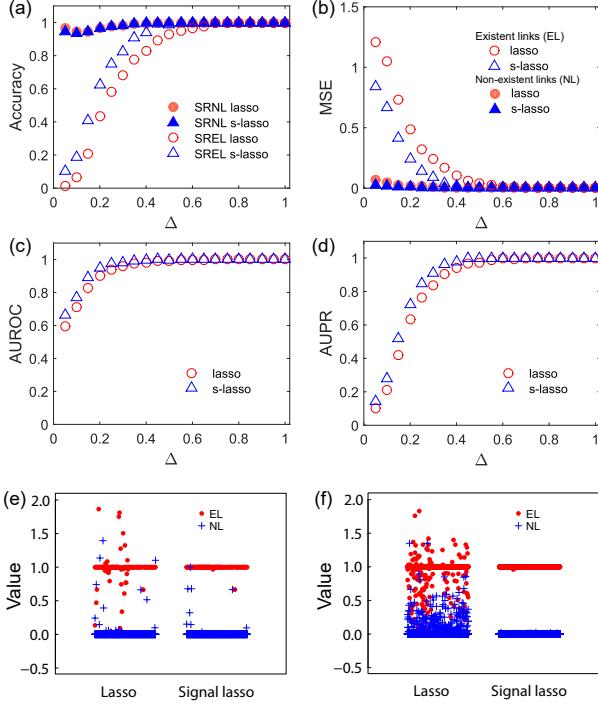 (a)
Accuracy
1
0.8
0.6
0.4
0.2
0
SRNL lasso
SRNL s-lasso
SREL lasso
SREL s-lasso
0 0.2 0.4 0.6 0.8 1
Δ
(b)
MSE
1.5
1
0.5
0
Existent links (EL)
lasso
s-lasso
Non-existent links (NL)
lasso
s-lasso
0 0.2 0.4 0.6 0.8 1
Δ
(c)
AUROC
1
0.8
0.6
0.4
0.2
0
lasso
s-lasso
0 0.2 0.4 0.6 0.8 1
Δ
(d)
AUPR
1
0.8
0.6
0.4
0.2
0
lasso
s-lasso
0 0.2 0.4 0.6 0.8 1
Δ
(e)
Value
2.0
1.5
1.0
0.5
0.0
−0.5
EL
NL
Lasso Signal lasso
(f)
Value
2.0
1.5
1.0
0.5
0.0
−0.5
EL
NL
Lasso Signal lasso